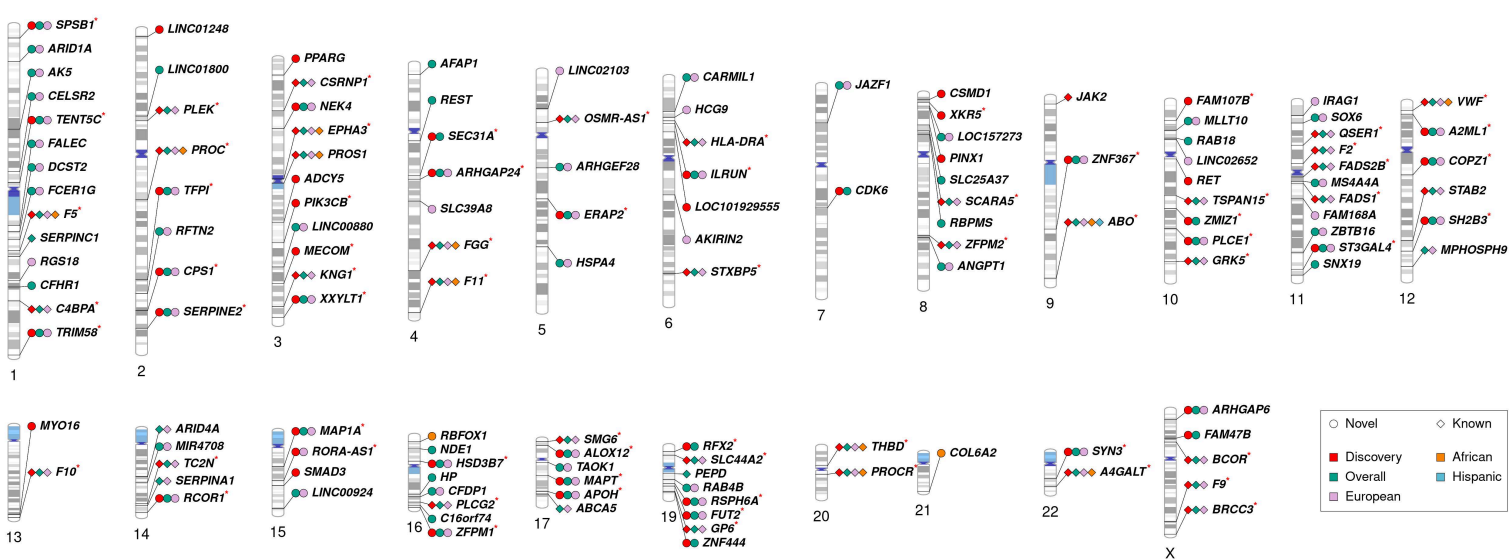 SPSB1*
ARID1A
AK5
CELSR2
TENT5C*
FALEC
DCST2
FCER1G
F5*
SERPINC1
RGS18
CFHR1
C4BPA*
TRIM58*
1
LINC01248
LINC01800
PLEK*
PROC*
TFPI*
RFTN2
CPS1*
SERPINE2*
2
PPARG
CSRNP1*
NEK4
EPHA3*
PROS1
ADCY5
PIK3CB*
LINC00880
MECOM*
KNG1*
XXYLT1*
3
AFAP1
REST
SEC31A*
ARHGAP24*
SLC39A8
FGG*
F11*
4
LINC02103
OSMR-AS1*
ARHGEF28
ERAP2*
HSPA4
5
CARMIL1
HCG9
HLA-DRA*
ILRUN*
LOC101929555
AKIRIN2
STXBP5*
6
JAZF1
CDK6
7
CSMD1
XKR5*
LOC157273
PINX1
SLC25A37
SCARA5*
RBPMS
ZFPM2*
ANGPT1
8
JAK2
ZNF367*
ABO*
9
FAM107B*
MLLT10
RAB18
LINC02652
RET
TSPAN15*
ZMIZ1*
PLCE1*
GRK5*
10
IRAG1
SOX6
QSER1*
F2*
FADS2B*
MS4A4A
FADS1*
FAM168A
ZBTB16
ST3GAL4*
SNX19
11
VWF*
A2ML1*
COPZ1*
STAB2
SH2B3*
MPHOSPH9
12
MYO16
F10*
13
ARID4A
MIR4708
TC2N*
SERPINA1
RCOR1*
14
MAP1A*
RORA-AS1*
SMAD3
LINC00924
15
RBFOX1
NDE1
HSD3B7*
HP
CFDP1
PLCG2*
C16orf74
ZFPM1*
16
SMG6*
ALOX12*
TAOK1
MAPT*
APOH*
ABCA5
17
RFX2*
SLC44A2*
PEPD
RAB4B
RSPH6A*
FUT2*
GP6*
ZNF444
19
THBD*
PROCR*
20
COL6A2
21
SYN3*
A4GALT*
22
ARHGAP6
FAM47B
BCOR*
F9*
BRCC3*
X
Novel Known
Discovery African
Overall Hispanic
European